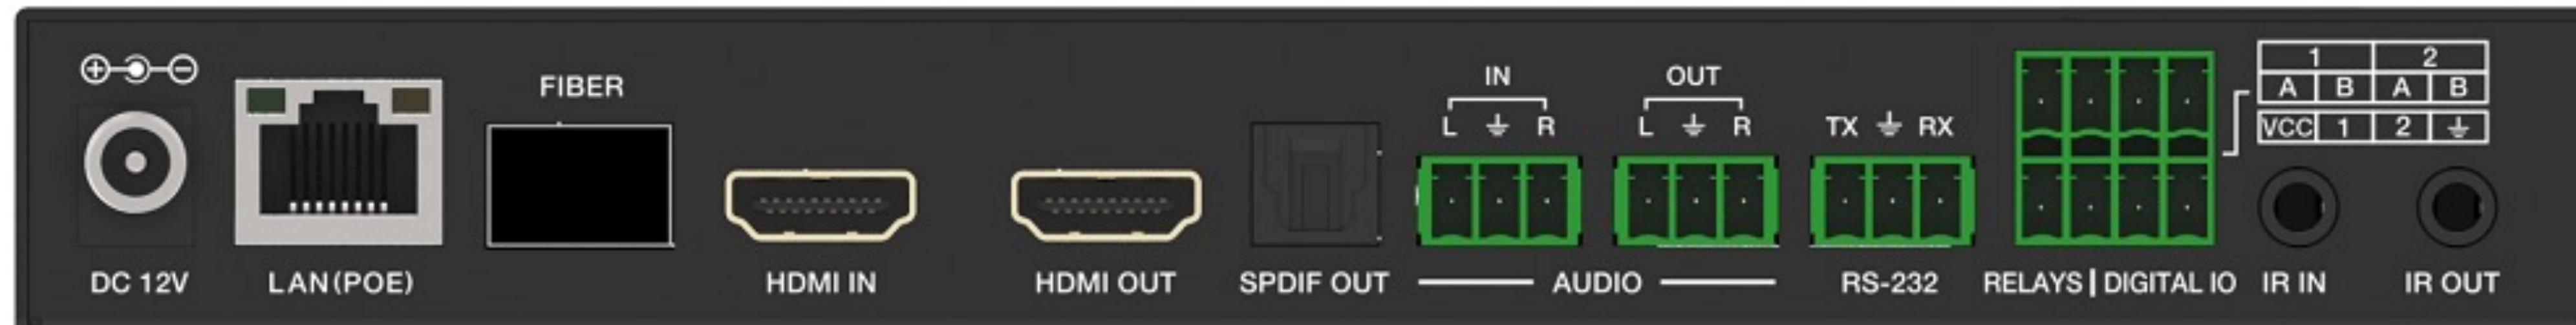 FIBER
IN
L R
OUT
L R
TX RX
1 2
A B A B
VCC 1 2
DC 12V
LAN(POE)
HDMI IN
HDMI OUT
SPDIF OUT
AUDIO
RS-232
RELAYS | DIGITAL IO
IR IN
IR OUT